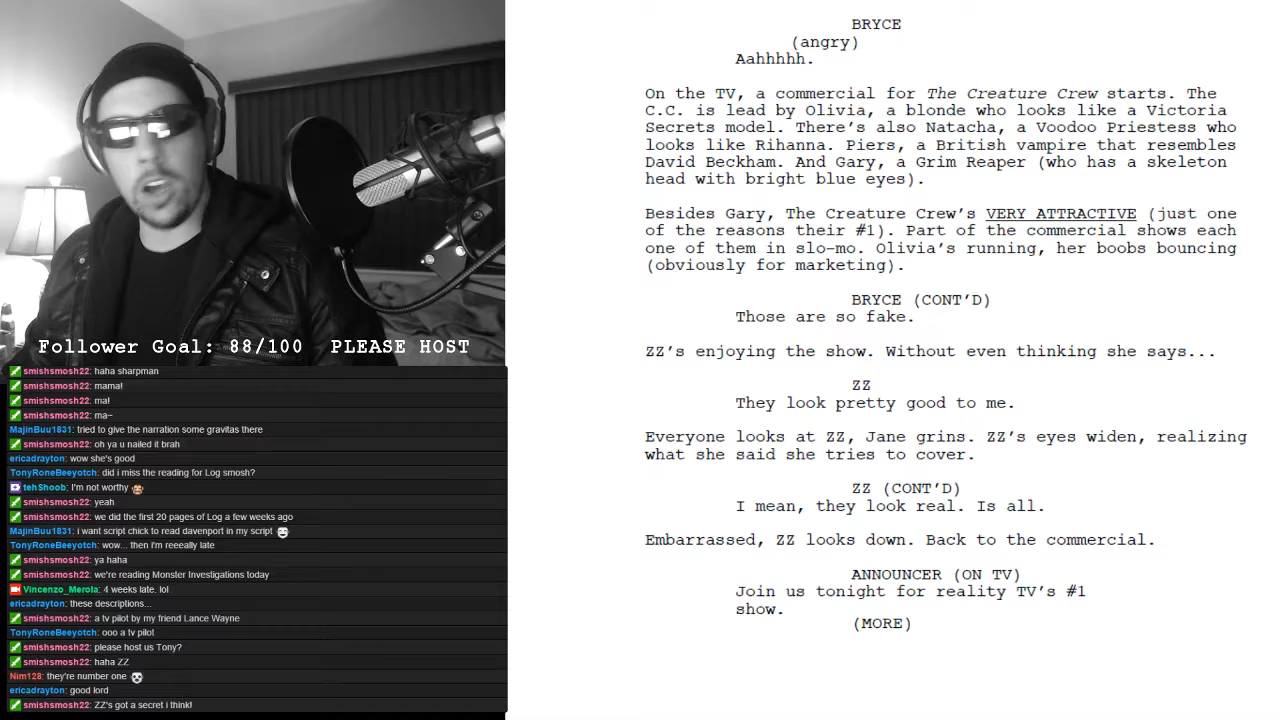 Follower Goal: 88/100 PLEASE HOST
smishsmosh22: haha sharpman
smishsmosh22: mama!
smishsmosh22: ma!
smishsmosh22: ma~
MajinBuu1831: tried to give the narration some gravitas there
smishsmosh22: oh ya u nailed it brah
ericadrayton: wow she's good
TonyRoneBeeyotch: did i miss the reading for Log smosh?
tehShoob: I'm not worthy
smishsmosh22: yeah
smishsmosh22: we did the first 20 pages of Log a few weeks ago
MajinBuu1831: i want script chick to read davenport in my script
TonyRoneBeeyotch: wow... then I'm reeeally late
smishsmosh22: ya haha
smishsmosh22: we're reading Monster Investigations today
Vincenzo_Merola: 4 weeks late. lol
ericadrayton: these descriptions...
smishsmosh22: a tv pilot by my friend Lance Wayne
TonyRoneBeeyotch: ooo a tv pilot
smishsmosh22: please host us Tony?
smishsmosh22: haha ZZ
Nim128: they're number one
ericadrayton: good lord
smishsmosh22: ZZ's got a secret i think!
BRYCE
(angry)
Aahhhhh.
On the TV, a commercial for The Creature Crew starts. The
C.C. is lead by Olivia, a blonde who looks like a Victoria
Secrets model. There's also Natacha, a Voodoo Priestess who
looks like Rihanna. Piers, a British vampire that resembles
David Beckham. And Gary, a Grim Reaper (who has a skeleton
head with bright blue eyes).
Besides Gary, The Creature Crew's VERY ATTRACTIVE (just one
of the reasons their #1). Part of the commercial shows each
one of them in slo-mo. Olivia's running, her boobs bouncing
(obviously for marketing).
BRYCE (CONT'D)
Those are so fake.
ZZ's enjoying the show. Without even thinking she says...
ZZ
They look pretty good to me.
Everyone looks at ZZ, Jane grins. ZZ's eyes widen, realizing
what she said she tries to cover.
ZZ (CONT'D)
I mean, they look real. Is all.
Embarrassed, ZZ looks down. Back to the commercial.
ANNOUNCER (ON TV)
Join us tonight for reality TV's #1
show.
(MORE)